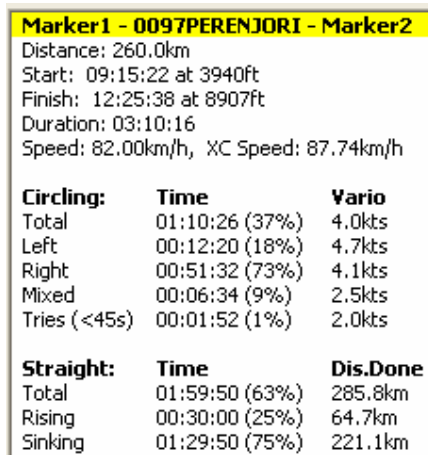 Marker1 - 0097PERENJORI - Marker2
Distance: 260.0km
Start: 09:15:22 at 3940ft
Finish: 12:25:38 at 8907ft
Duration: 03:10:16
Speed: 82.00km/h, XC Speed: 87.74km/h
Circling: Time Vario
Total 01:10:26 (37%) 4.0kts
Left 00:12:20 (18%) 4.7kts
Right 00:51:32 (73%) 4.1kts
Mixed 00:06:34 (9%) 2.5kts
Tries (<45s) 00:01:52 (1%) 2.0kts
Straight: Time Dis.Done
Total 01:59:50 (63%) 285.8km
Rising 00:30:00 (25%) 64.7km
Sinking 01:29:50 (75%) 221.1km